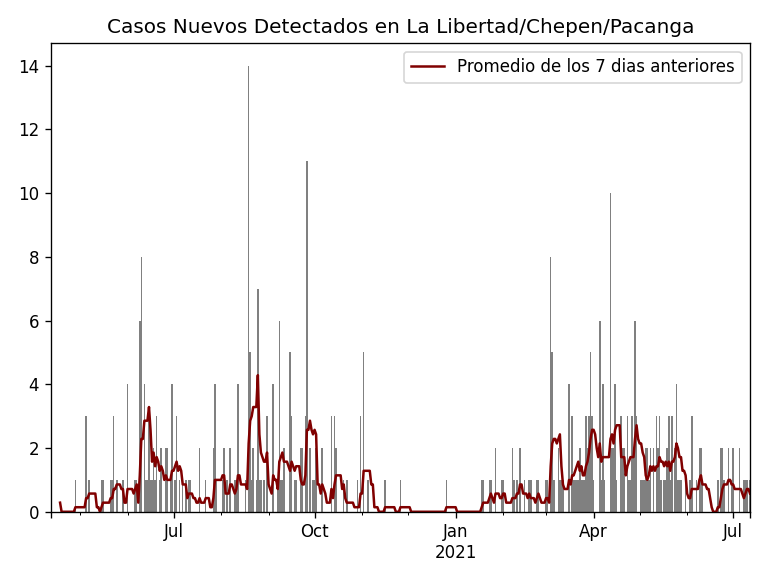 Casos Nuevos Detectados en La Libertad/Chepen/Pacanga
Promedio de los 7 dias anteriores
14
12
10
8
6
4
2
0
Jul
Oct
Jan
2021
Apr
Jul